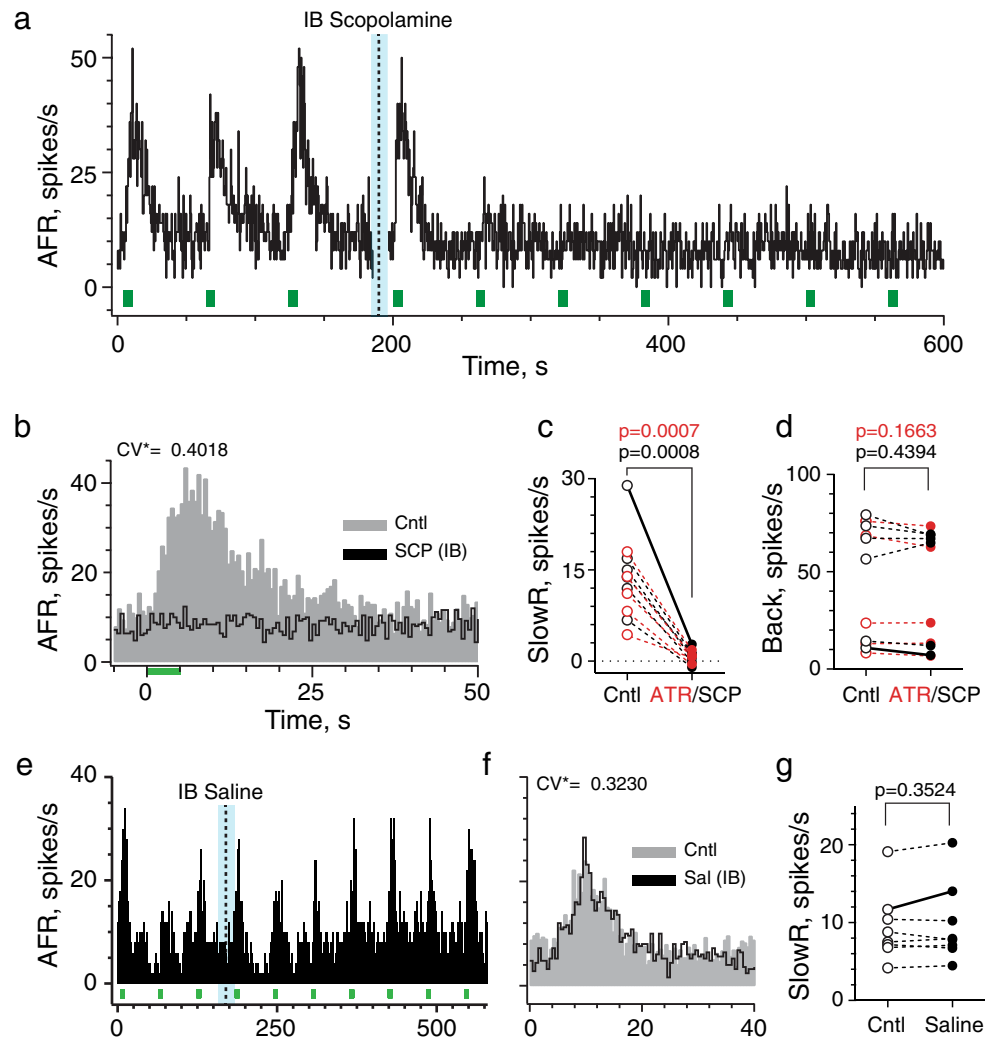 a
IB Scopolamine
AFR, spikes/s
50
25
0
0 200 400 600
Time, s
b
CV*= 0.4018
AFR, spikes/s
40
20
0
Cntl
SCP (IB)
0 25 50
Time, s
c
p=0.0007
p=0.0008
SlowR, spikes/s
30
15
0
Cntl ATR/SCP
d
p=0.1663
p=0.4394
Back, spikes/s
100
50
0
Cntl ATR/SCP
e
IB Saline
AFR, spikes/s
40
20
0
0 250 500
f
CV*= 0.3230
Cntl
Sal (IB)
0 20 40
g
p=0.3524
SlowR, spikes/s
20
10
0
Cntl Saline